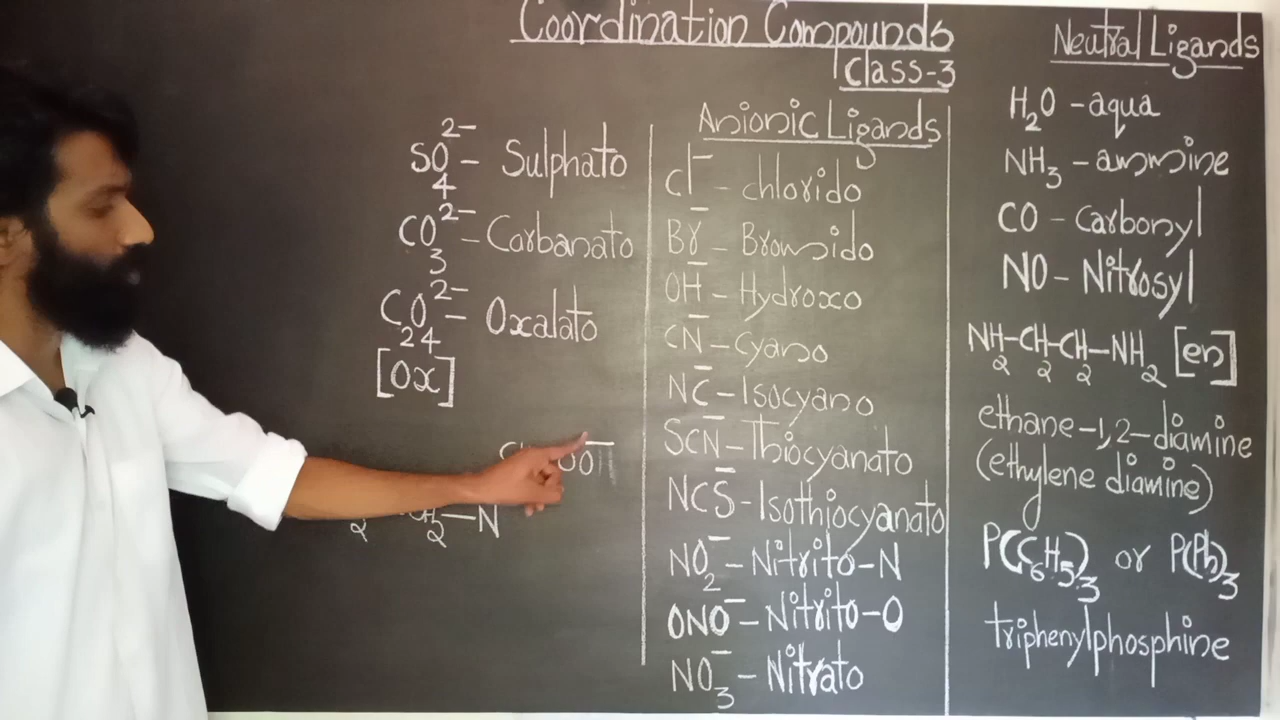 Coordination Compounds
Class-3
SO₄²⁻ – Sulphato
CO₃²⁻ – Carbanato
C₂O₄²⁻ – Oxalato
[Ox]
CH₂–N
Anionic Ligands
Cl⁻ – chlorido
Br⁻ – Bromido
OH⁻ – Hydroxo
CN⁻ – Cyano
NC⁻ – Isocyano
SCN⁻ – Thiocyanato
NCS⁻ – Isothiocyanato
NO₂⁻ – Nitrito–N
ONO⁻ – Nitrito–O
NO₃⁻ – Nitrato
Neutral Ligands
H₂O – aqua
NH₃ – ammine
CO – Carbonyl
NO – Nitrosyl
NH₂–CH₂–CH₂–NH₂ [en]
ethane–1,2–diamine
(ethylene diamine)
P(C₆H₅)₃ or P(Ph)₃
triphenylphosphine